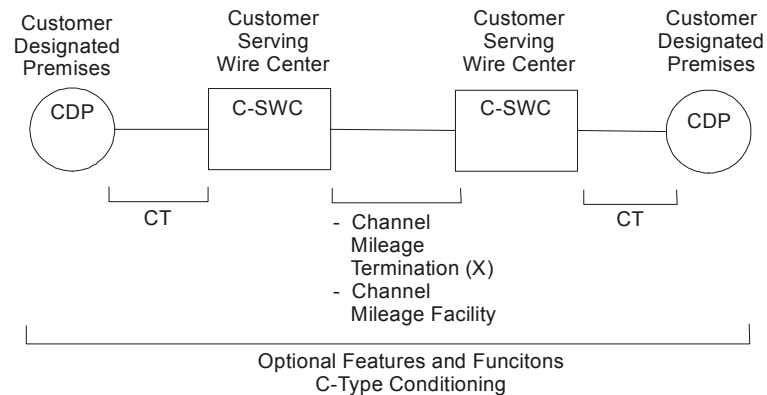 Customer
Designated
Premises
Customer
Serving
Wire Center
Customer
Serving
Wire Center
Customer
Designated
Premises
CDP
C-SWC
C-SWC
CDP
CT
- Channel
Mileage
Termination (X)
- Channel
Mileage Facility
CT
Optional Features and Funcitons
C-Type Conditioning